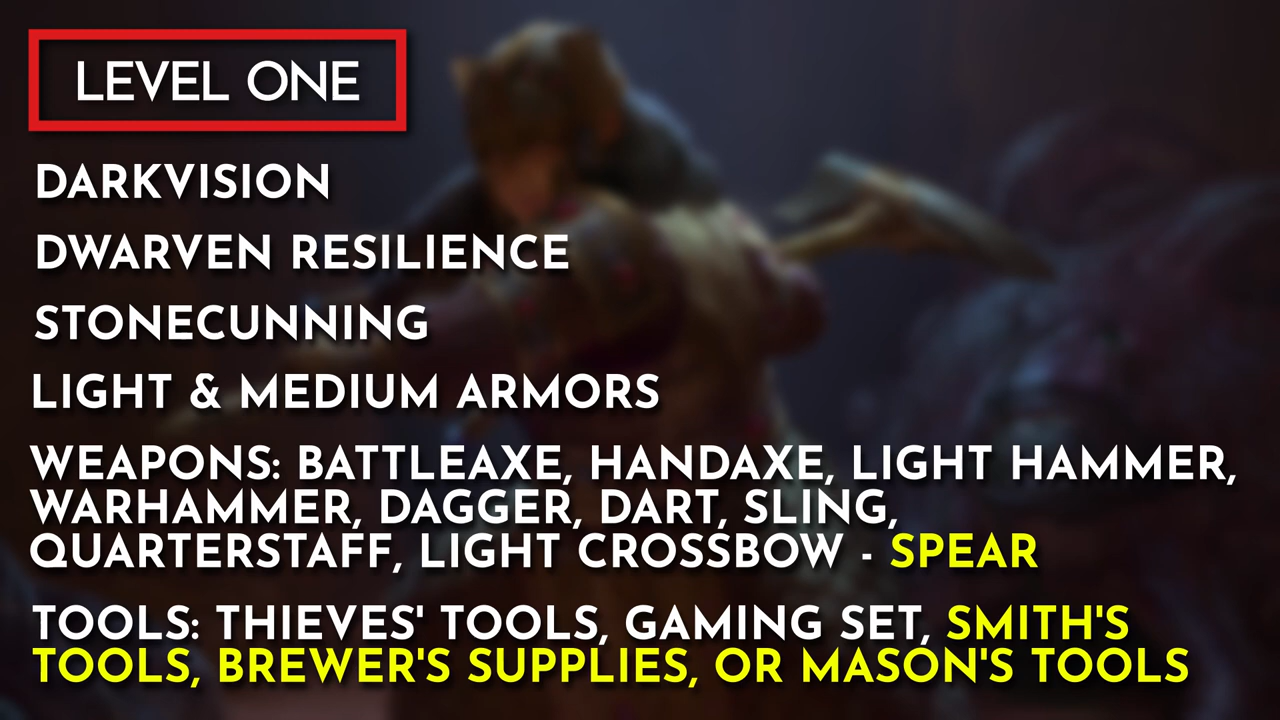 LEVEL ONE
DARKVISION
DWARVEN RESILIENCE
STONECUNNING
LIGHT & MEDIUM ARMORS
WEAPONS: BATTLEAXE, HANDAXE, LIGHT HAMMER,
WARHAMMER, DAGGER, DART, SLING,
QUARTERSTAFF, LIGHT CROSSBOW - SPEAR
TOOLS: THIEVES' TOOLS, GAMING SET, SMITH'S
TOOLS, BREWER'S SUPPLIES, OR MASON'S TOOLS